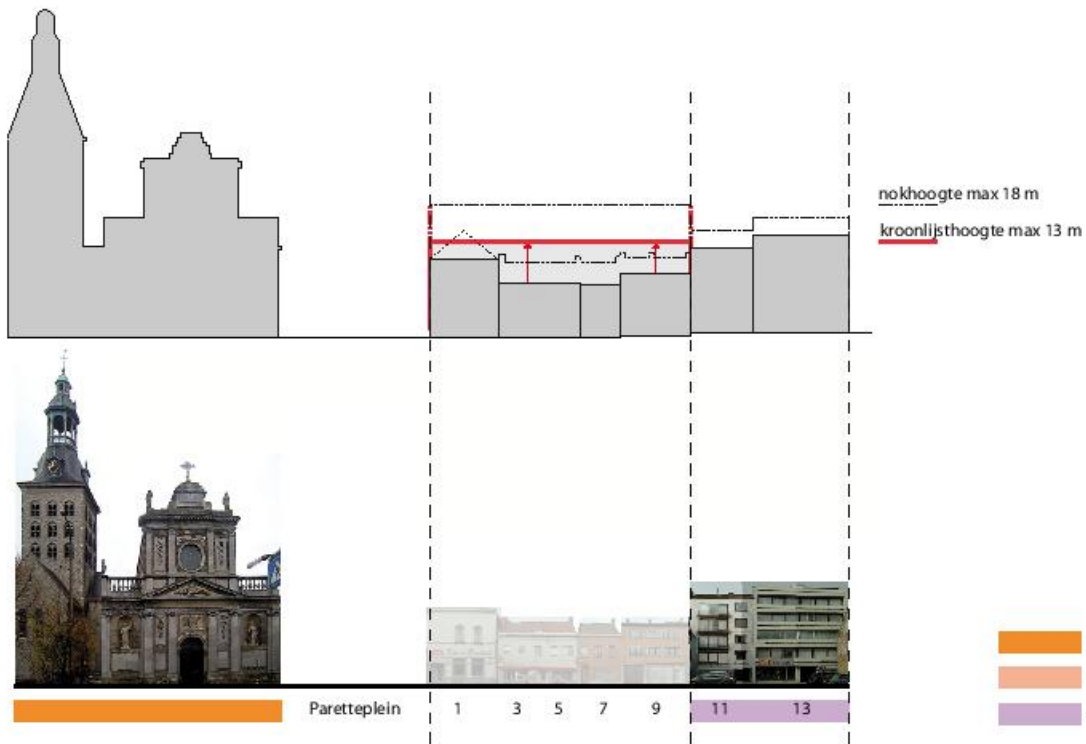 nokhoogte max 18 m
kroonlijsthoogte max 13 m
Paretteplein 1 3 5 7 9 11 13